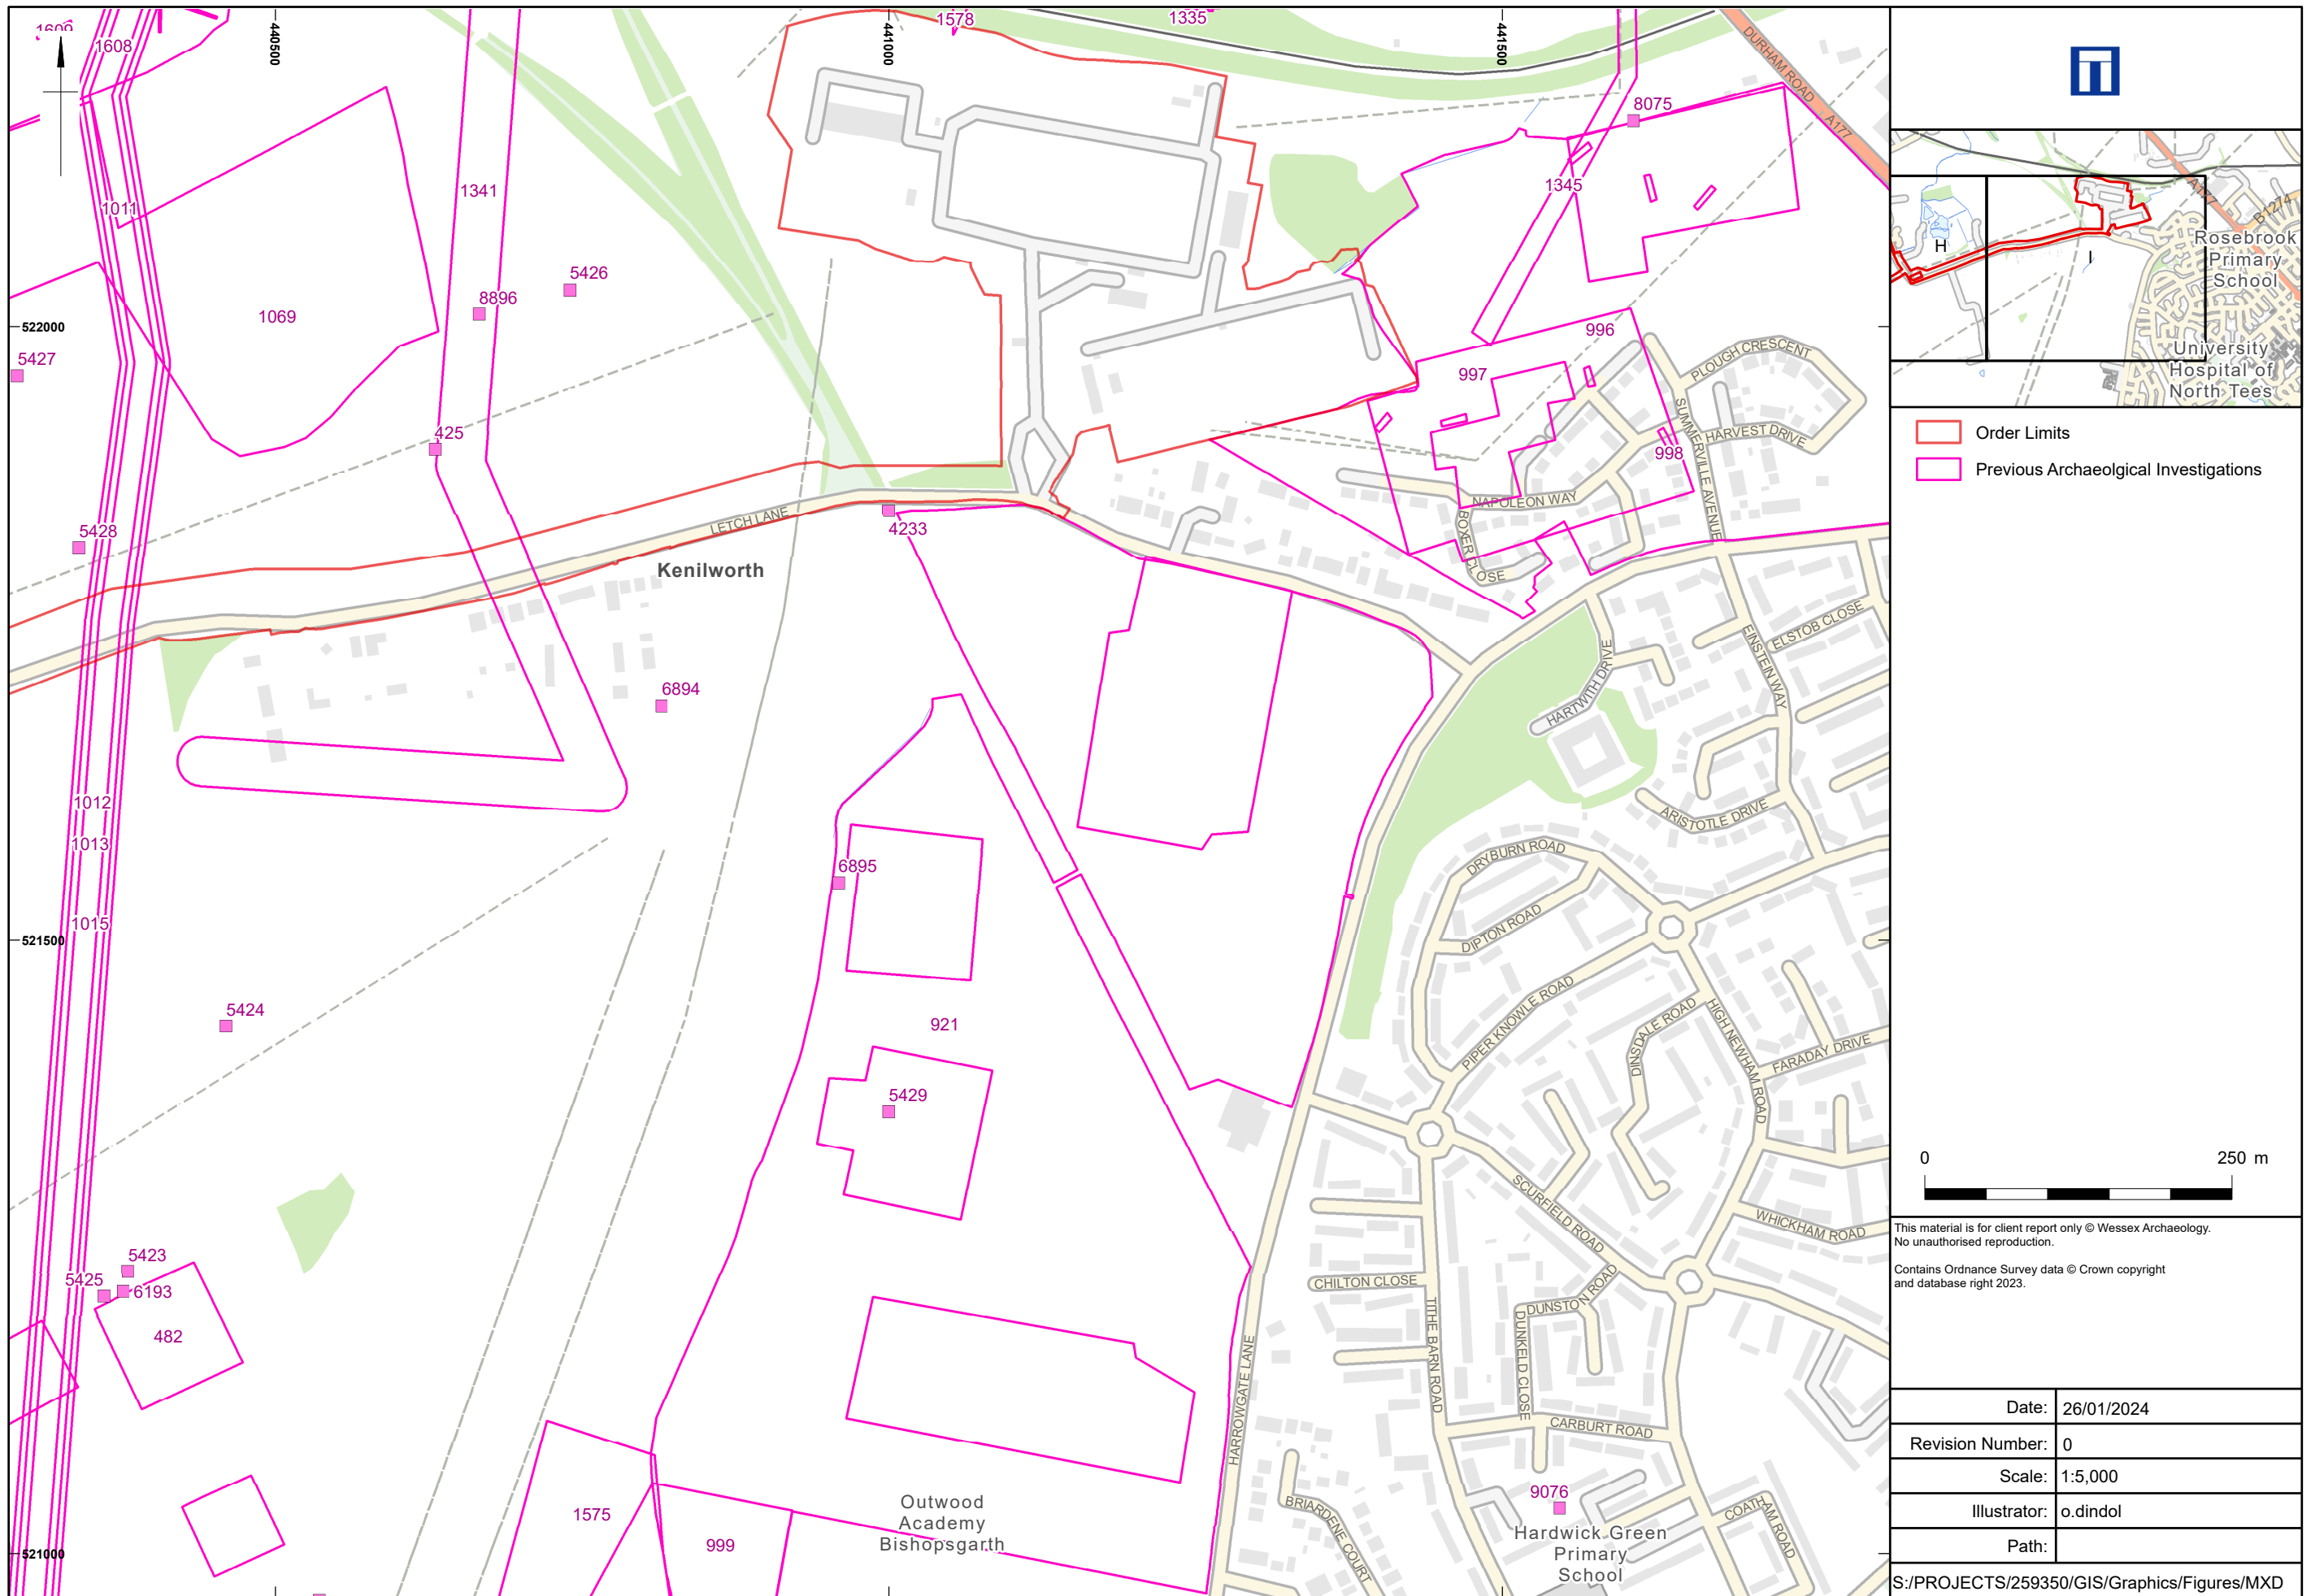 1609
1608
440500
441000
1578
1335
441500
DURHAM ROAD
A177
8075
1341
1345
1011
5426
8896
1069
522000
5427
996
997
PLOUGH CRESCENT
SUMMERVILLE AVENUE
HARVEST DRIVE
998
425
NAPOLEON WAY
BOXER CLOSE
LETCH LANE
4233
5428
Kenilworth
EINSTEIN WAY
ELSTOB CLOSE
HARTWITH DRIVE
6894
1012
1013
ARISTOTLE DRIVE
DRYBURN ROAD
6895
1015
521500
DIPTON ROAD
PIPER KNOWLE ROAD
DINSDALE ROAD
HIGH NEWHAM ROAD
FARADAY DRIVE
5424
921
5429
SCURFIELD ROAD
WHICKHAM ROAD
5423
5425
6193
482
CHILTON CLOSE
TITHE BARN ROAD
DUNSTON ROAD
DUNKELD CLOSE
HARROWGATE LANE
CARBURT ROAD
9076
BRIARDENE COURT
COATHAM ROAD
Hardwick Green
Primary
School
1575
999
Outwood
Academy
Bishopsgarth
521000
A177
B1274
H
I
Rosebrook
Primary
School
University
Hospital of
North Tees
Order Limits
Previous Archaeolgical Investigations
0 250 m
This material is for client report only © Wessex Archaeology.
No unauthorised reproduction.
Contains Ordnance Survey data © Crown copyright
and database right 2023.
Date: 26/01/2024
Revision Number: 0
Scale: 1:5,000
Illustrator: o.dindol
Path:
S:/PROJECTS/259350/GIS/Graphics/Figures/MXD